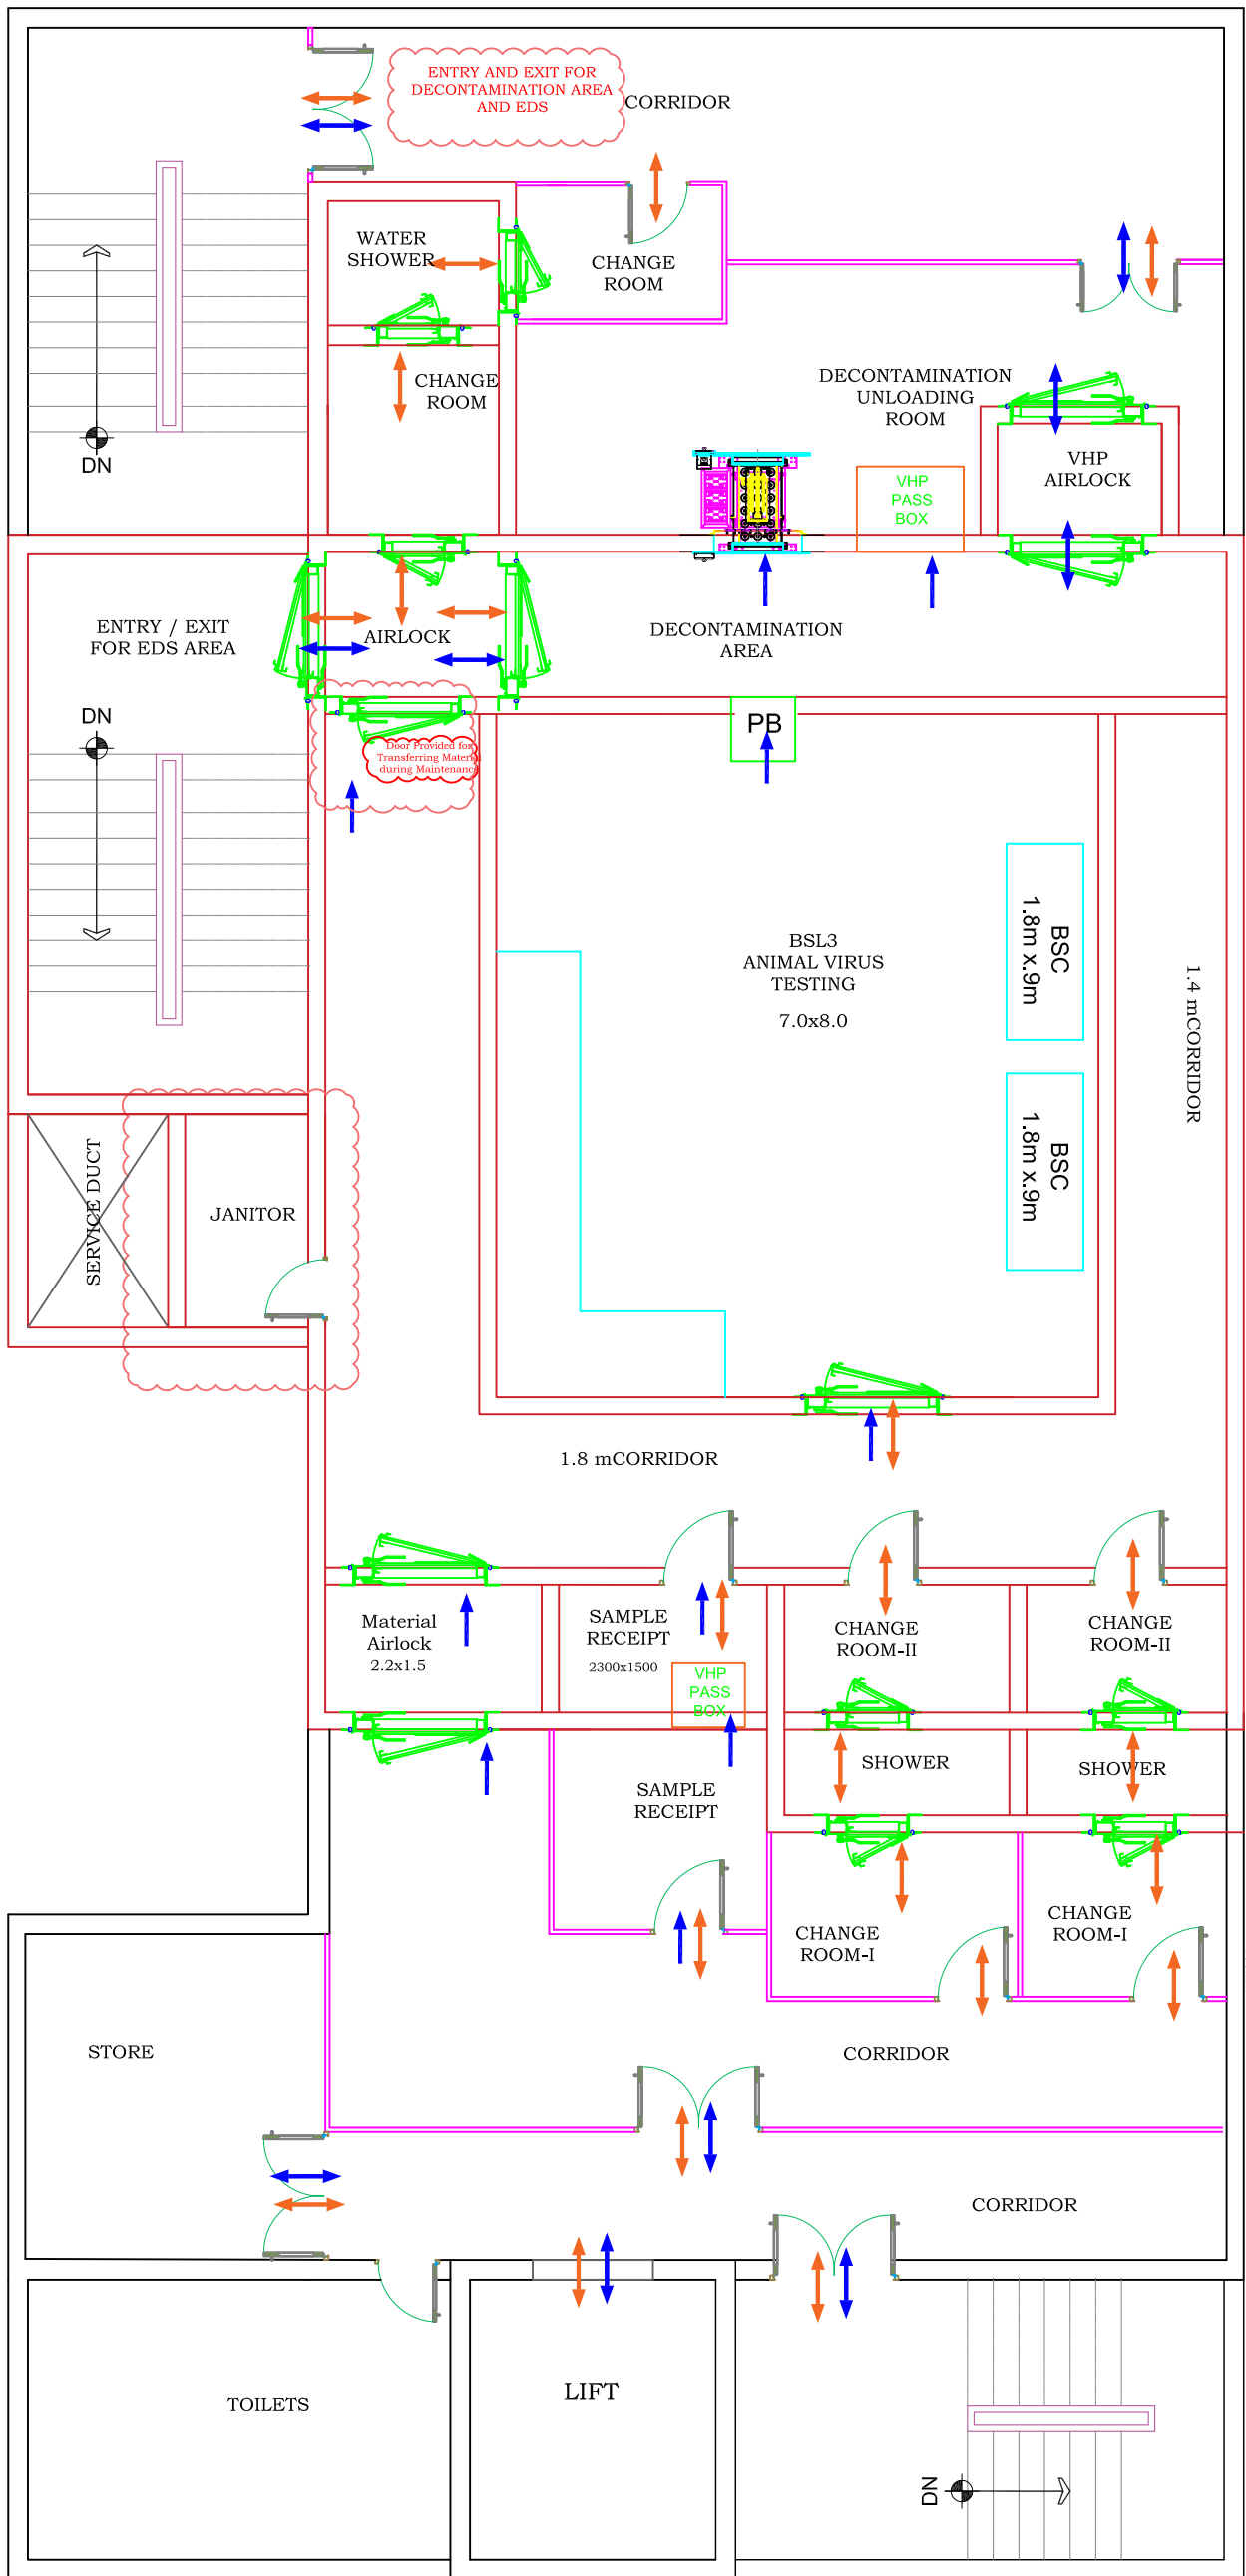 ENTRY AND EXIT FOR
DECONTAMINATION AREA
AND EDS
CORRIDOR
WATER
SHOWER
CHANGE
ROOM
CHANGE
ROOM
DECONTAMINATION
UNLOADING
ROOM
DN
VHP
AIRLOCK
VHP
PASS
BOX
ENTRY / EXIT
FOR EDS AREA
AIRLOCK
DECONTAMINATION
AREA
DN
PB
Door Provided for
Transferring Material
during Maintenance
BSL3
ANIMAL VIRUS
TESTING
7.0x8.0
BSC
1.8m x.9m
1.4 mCORRIDOR
BSC
1.8m x.9m
SERVICE DUCT
JANITOR
1.8 mCORRIDOR
Material
Airlock
2.2x1.5
SAMPLE
RECEIPT
2300x1500
VHP
PASS
BOX
CHANGE
ROOM-II
CHANGE
ROOM-II
SHOWER
SHOWER
SAMPLE
RECEIPT
CHANGE
ROOM-I
CHANGE
ROOM-I
STORE
CORRIDOR
CORRIDOR
TOILETS
LIFT
DN